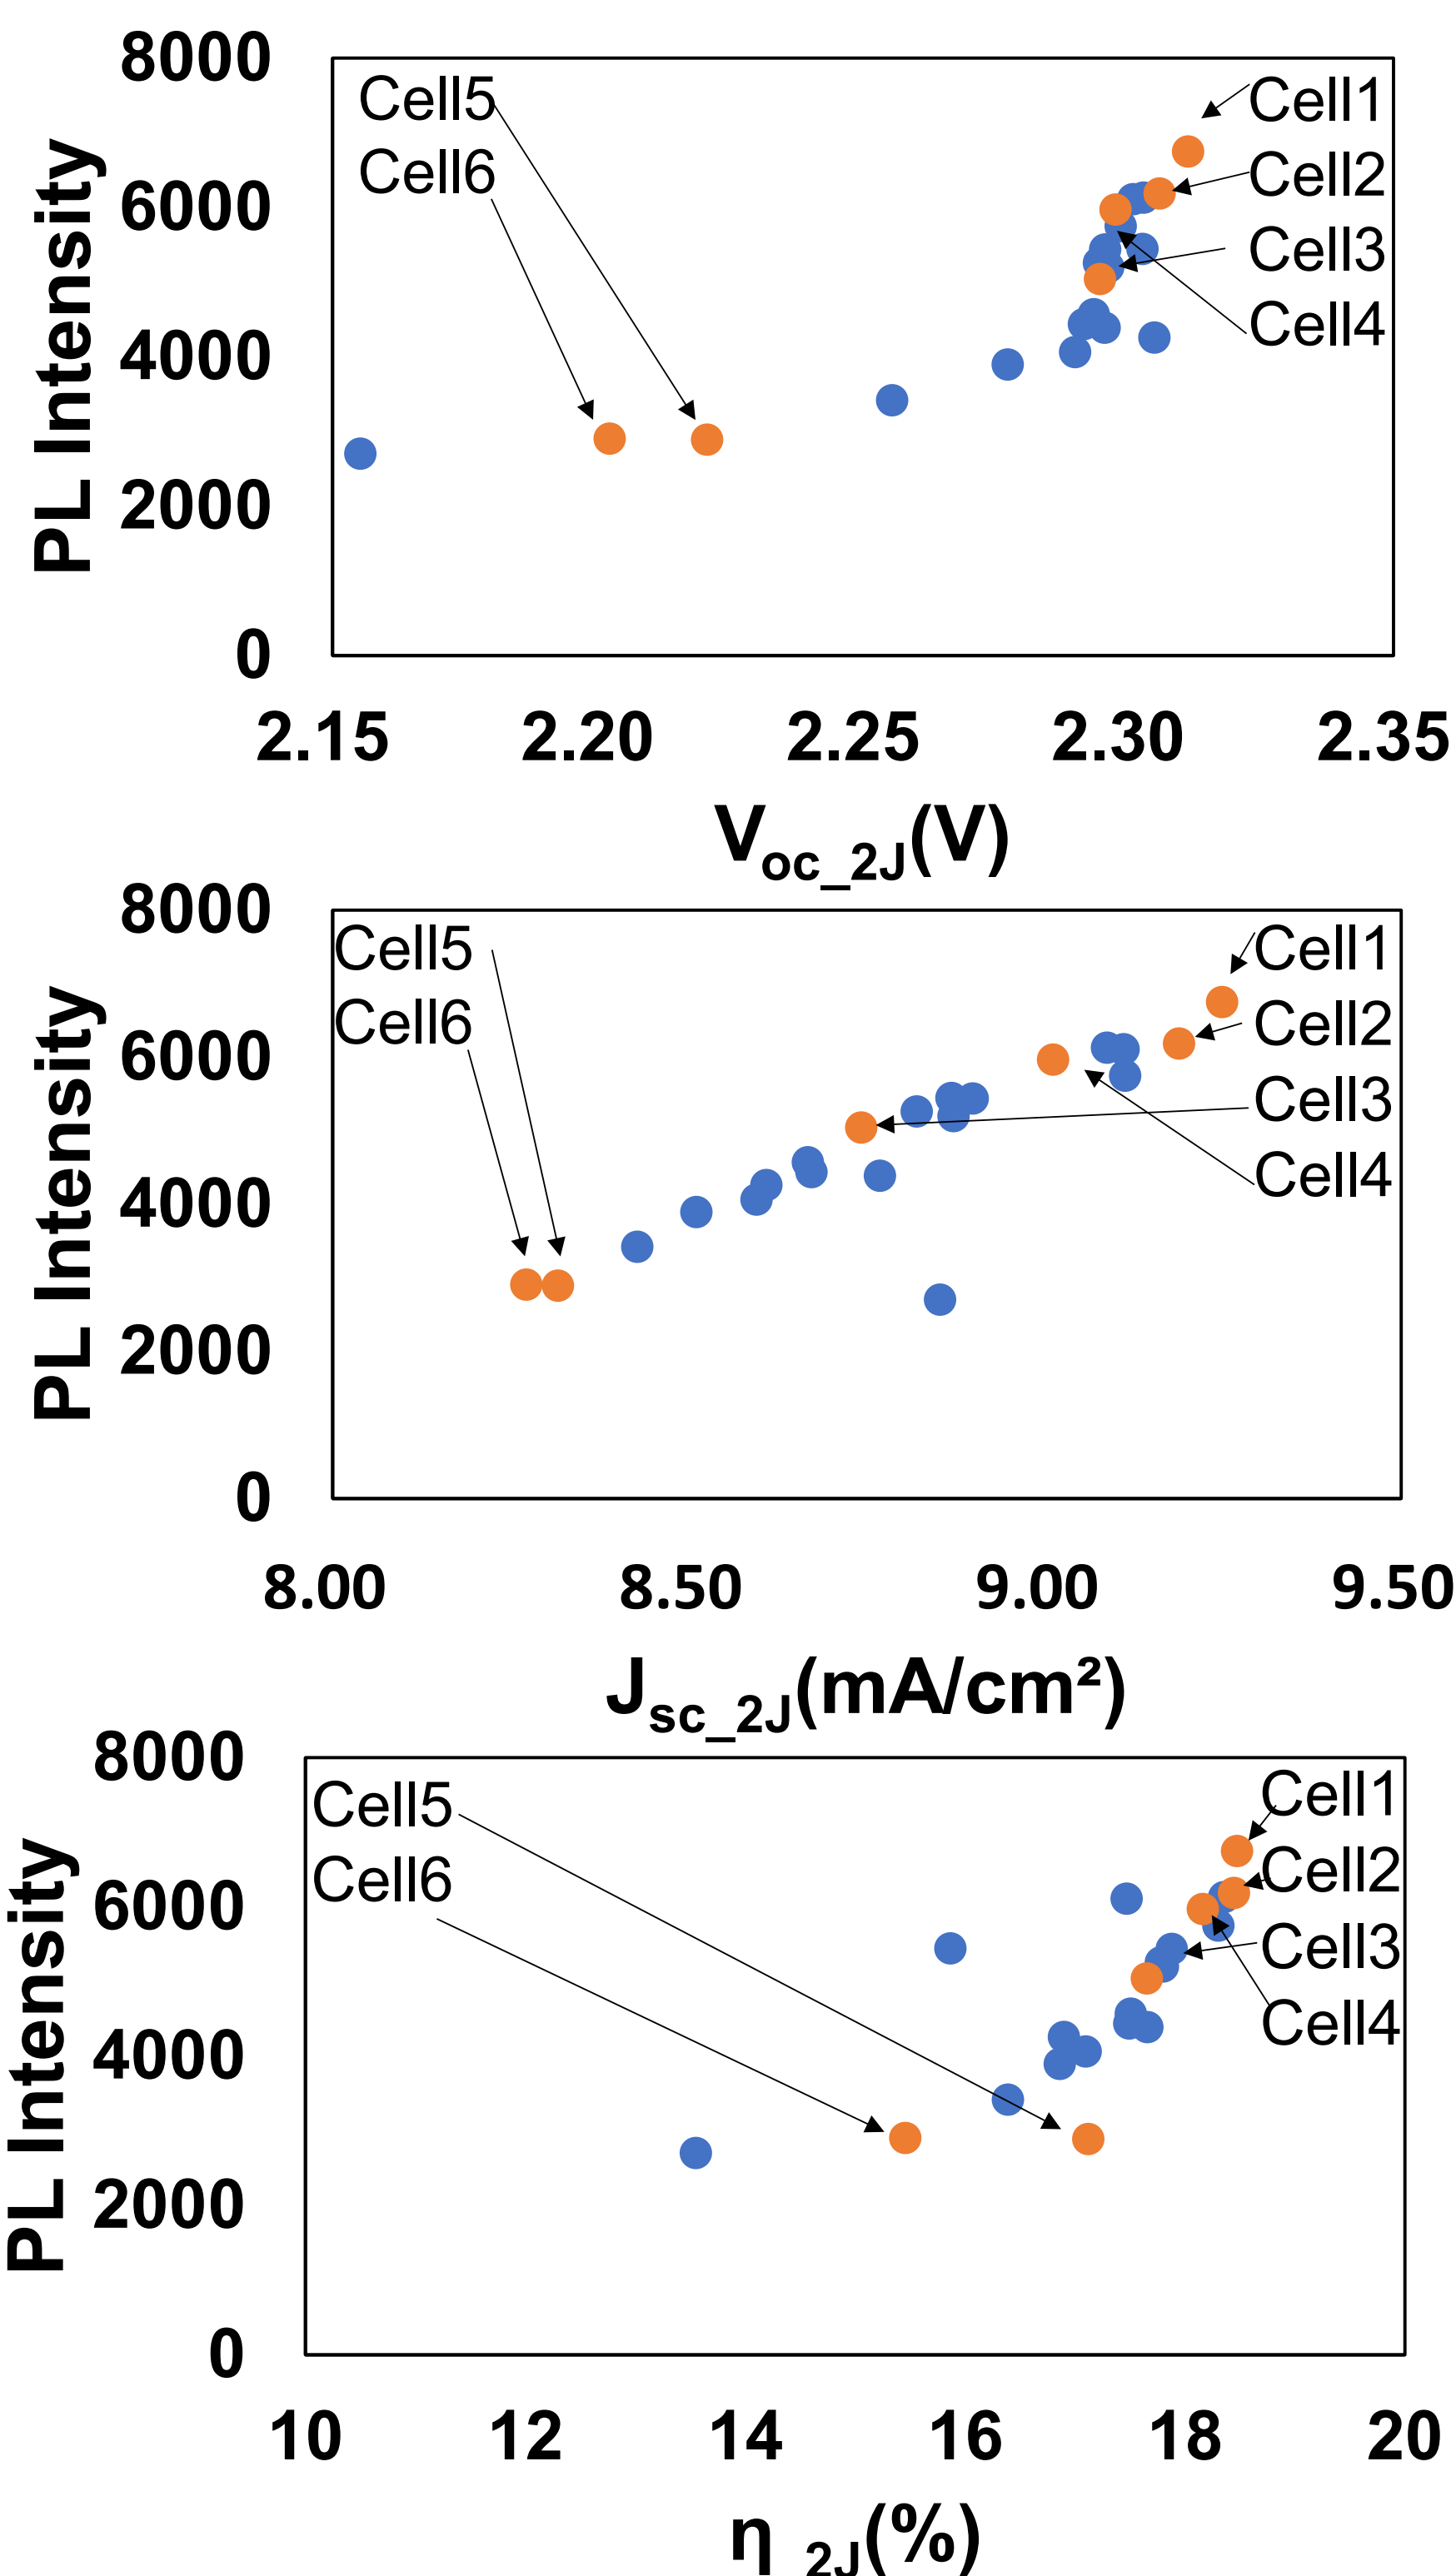 8000
6000
4000
2000
0
PL Intensity
Cell5
Cell6
Cell1
Cell2
Cell3
Cell4
2.15 2.20 2.25 2.30 2.35
Voc_2J(V)
8000
6000
4000
2000
0
PL Intensity
Cell5
Cell6
Cell1
Cell2
Cell3
Cell4
8.00 8.50 9.00 9.50
Jsc_2J(mA/cm²)
8000
6000
4000
2000
0
PL Intensity
Cell5
Cell6
Cell1
Cell2
Cell3
Cell4
10 12 14 16 18 20
η _2J(%)